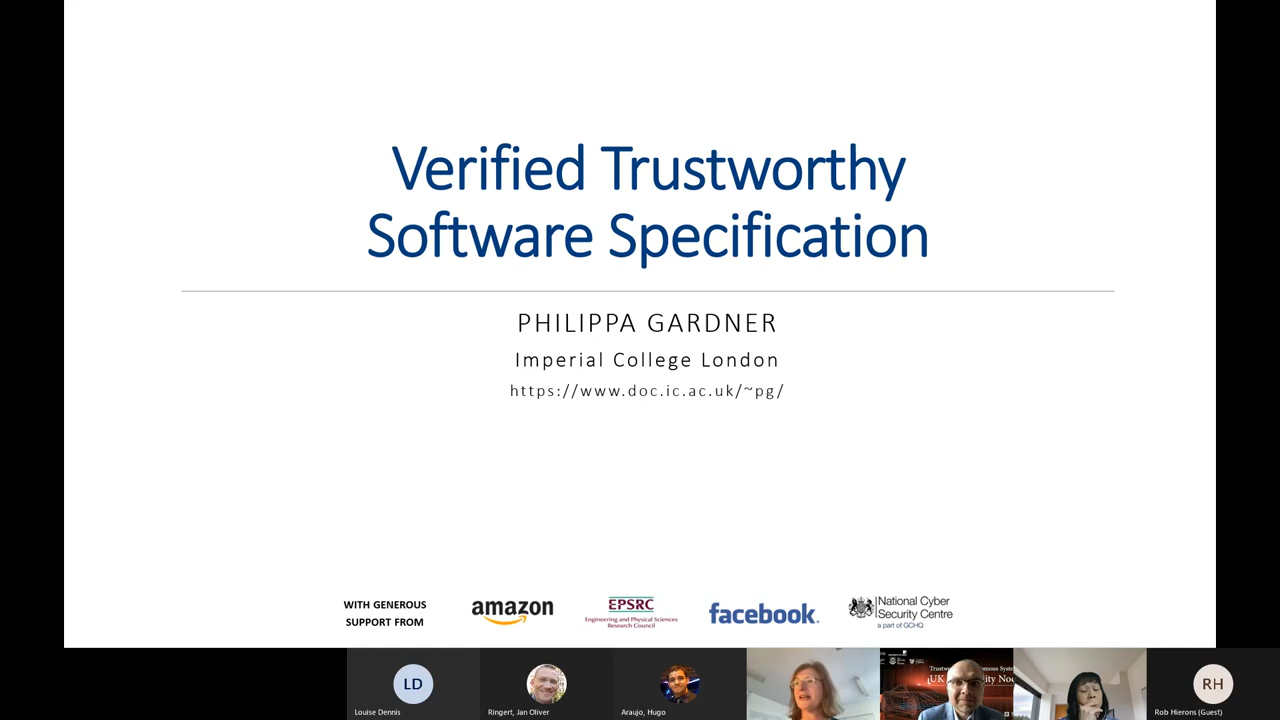 Verified Trustworthy
Software Specification
PHILIPPA GARDNER
Imperial College London
https://www.doc.ic.ac.uk/~pg/
WITH GENEROUS
SUPPORT FROM
amazon
EPSRC
Engineering and Physical Sciences
Research Council
facebook.
National Cyber
Security Centre
a part of GCHQ
LD
Louise Dennis
Ringert, Jan Oliver
Araujo, Hugo
RH
Rob Hierons (Guest)